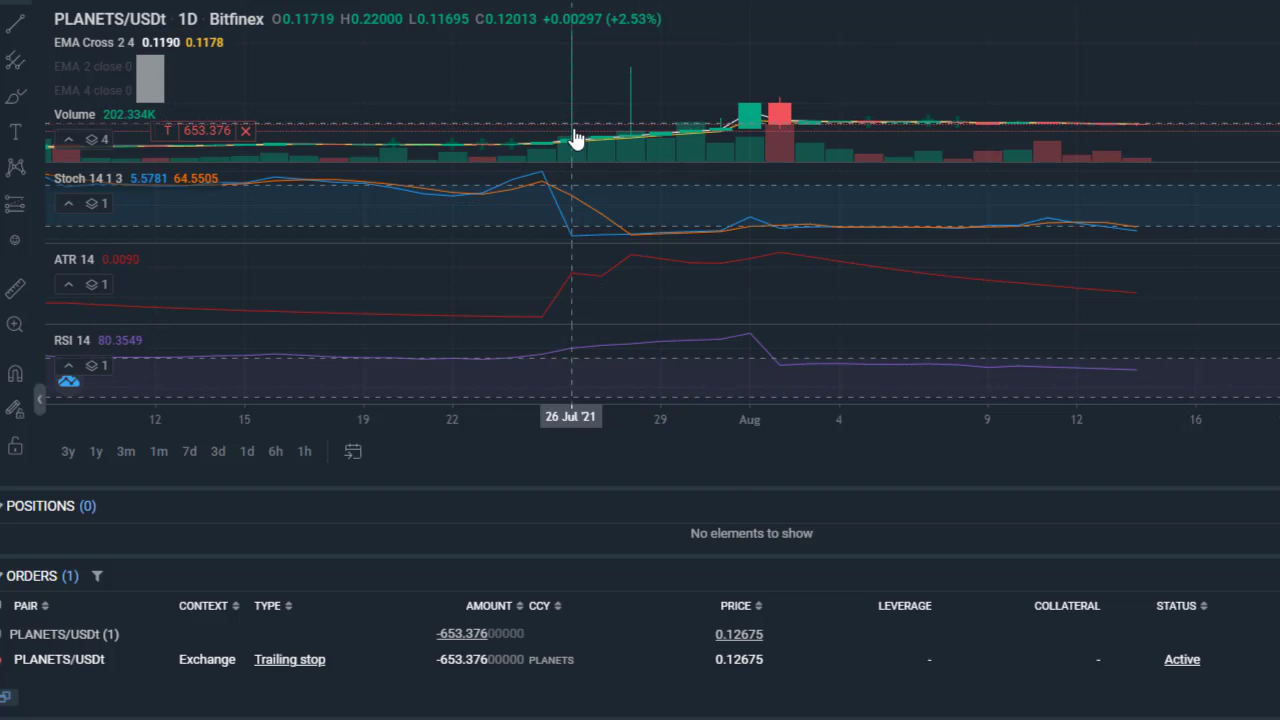 PLANETS/USDt · 1D · Bitfinex O0.11719 H0.22000 L0.11695 C0.12013 +0.00297 (+2.53%)
EMA Cross 2 4 0.1190 0.1178
EMA 2 close 0
EMA 4 close 0
Volume 202.334K
T 653.376
4
Stoch 14 1 3 5.5781 64.5505
1
ATR 14 0.0090
1
RSI 14 80.3549
1
12 15 19 22 26 Jul '21 29 Aug 4 9 12 16
3y 1y 3m 1m 7d 3d 1d 6h 1h
POSITIONS (0)
No elements to show
ORDERS (1)
PAIR CONTEXT TYPE AMOUNT CCY PRICE LEVERAGE COLLATERAL STATUS
PLANETS/USDt (1) -653.37600000 0.12675
PLANETS/USDt Exchange Trailing stop -653.37600000 PLANETS 0.12675 - - Active